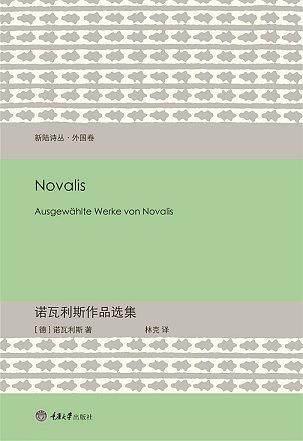 新陆诗丛·外国卷
Novalis
Ausgewählte Werke von Novalis
诺瓦利斯作品选集
[德]诺瓦利斯 著 林克 译
重庆大学出版社